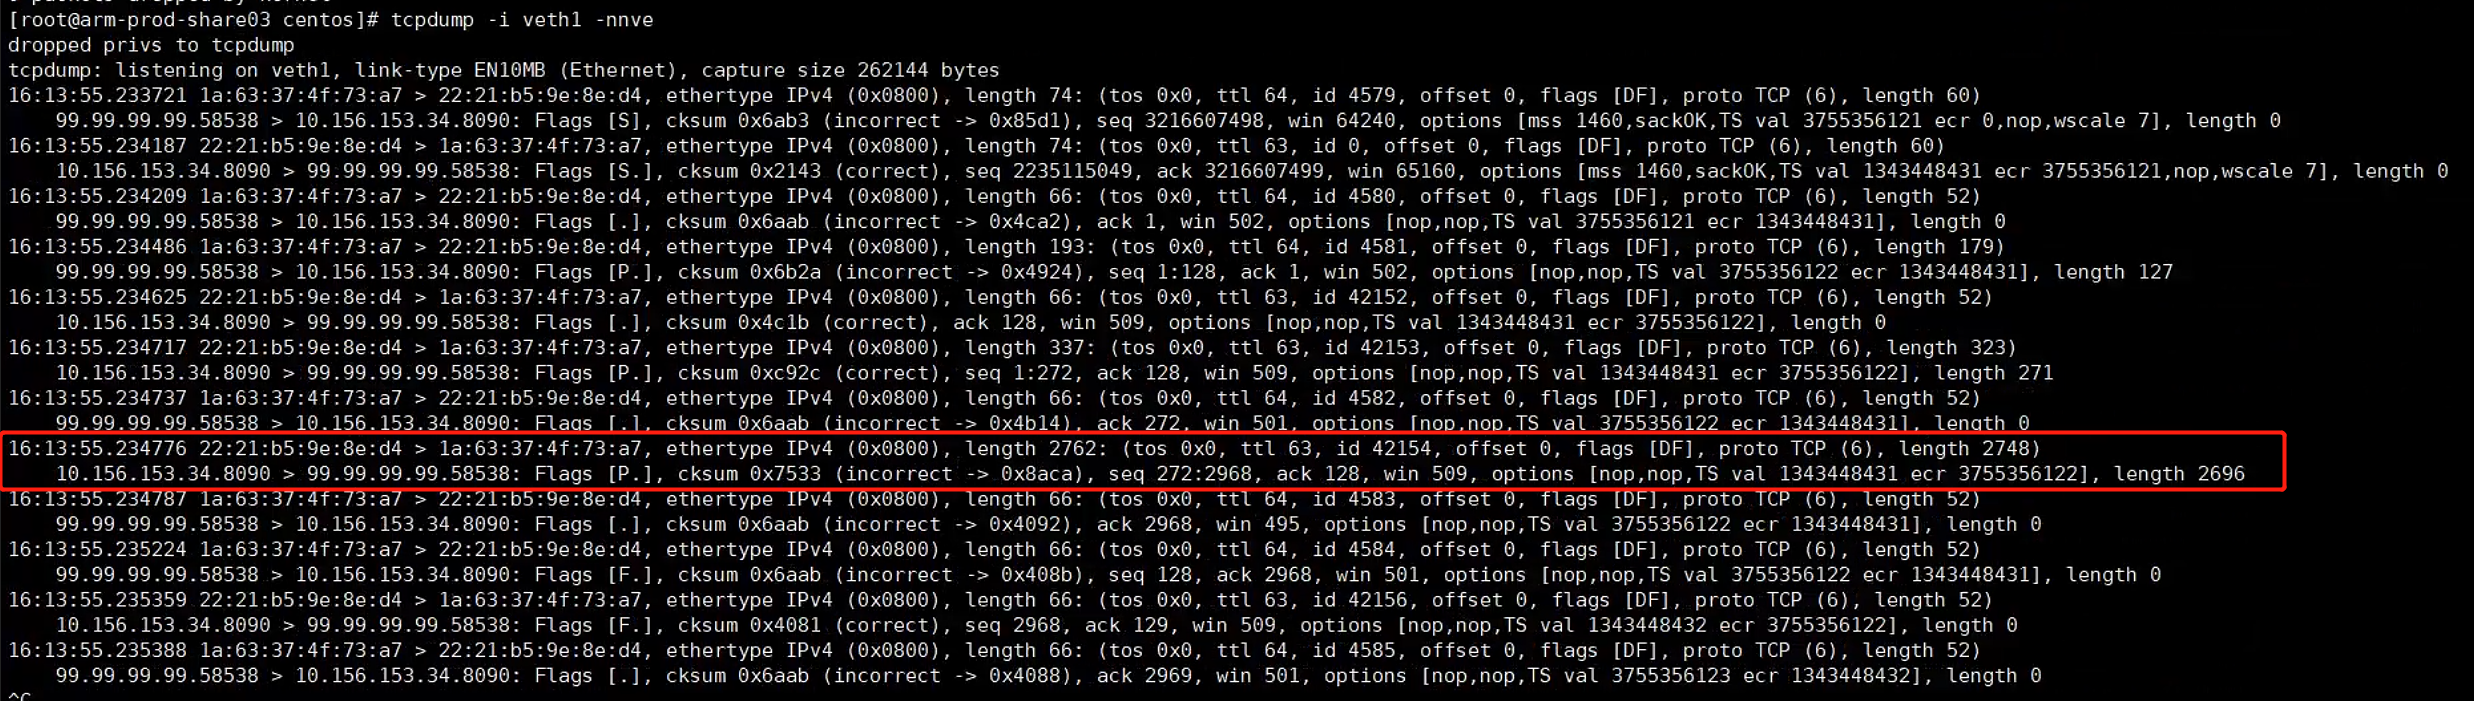 packets dropped by kernel
[root@arm-prod-share03 centos]# tcpdump -i veth1 -nnve
dropped privs to tcpdump
tcpdump: listening on veth1, link-type EN10MB (Ethernet), capture size 262144 bytes
16:13:55.233721 1a:63:37:4f:73:a7 > 22:21:b5:9e:8e:d4, ethertype IPv4 (0x0800), length 74: (tos 0x0, ttl 64, id 4579, offset 0, flags [DF], proto TCP (6), length 60)
    99.99.99.99.58538 > 10.156.153.34.8090: Flags [S], cksum 0x6ab3 (incorrect -> 0x85d1), seq 3216607498, win 64240, options [mss 1460,sackOK,TS val 3755356121 ecr 0,nop,wscale 7], length 0
16:13:55.234187 22:21:b5:9e:8e:d4 > 1a:63:37:4f:73:a7, ethertype IPv4 (0x0800), length 74: (tos 0x0, ttl 63, id 0, offset 0, flags [DF], proto TCP (6), length 60)
    10.156.153.34.8090 > 99.99.99.99.58538: Flags [S.], cksum 0x2143 (correct), seq 2235115049, ack 3216607499, win 65160, options [mss 1460,sackOK,TS val 1343448431 ecr 3755356121,nop,wscale 7], length 0
16:13:55.234209 1a:63:37:4f:73:a7 > 22:21:b5:9e:8e:d4, ethertype IPv4 (0x0800), length 66: (tos 0x0, ttl 64, id 4580, offset 0, flags [DF], proto TCP (6), length 52)
    99.99.99.99.58538 > 10.156.153.34.8090: Flags [.], cksum 0x6aab (incorrect -> 0x4ca2), ack 1, win 502, options [nop,nop,TS val 3755356121 ecr 1343448431], length 0
16:13:55.234486 1a:63:37:4f:73:a7 > 22:21:b5:9e:8e:d4, ethertype IPv4 (0x0800), length 193: (tos 0x0, ttl 64, id 4581, offset 0, flags [DF], proto TCP (6), length 179)
    99.99.99.99.58538 > 10.156.153.34.8090: Flags [P.], cksum 0x6b2a (incorrect -> 0x4924), seq 1:128, ack 1, win 502, options [nop,nop,TS val 3755356122 ecr 1343448431], length 127
16:13:55.234625 22:21:b5:9e:8e:d4 > 1a:63:37:4f:73:a7, ethertype IPv4 (0x0800), length 66: (tos 0x0, ttl 63, id 42152, offset 0, flags [DF], proto TCP (6), length 52)
    10.156.153.34.8090 > 99.99.99.99.58538: Flags [.], cksum 0x4c1b (correct), ack 128, win 509, options [nop,nop,TS val 1343448431 ecr 3755356122], length 0
16:13:55.234717 22:21:b5:9e:8e:d4 > 1a:63:37:4f:73:a7, ethertype IPv4 (0x0800), length 337: (tos 0x0, ttl 63, id 42153, offset 0, flags [DF], proto TCP (6), length 323)
    10.156.153.34.8090 > 99.99.99.99.58538: Flags [P.], cksum 0xc92c (correct), seq 1:272, ack 128, win 509, options [nop,nop,TS val 1343448431 ecr 3755356122], length 271
16:13:55.234737 1a:63:37:4f:73:a7 > 22:21:b5:9e:8e:d4, ethertype IPv4 (0x0800), length 66: (tos 0x0, ttl 64, id 4582, offset 0, flags [DF], proto TCP (6), length 52)
    99.99.99.99.58538 > 10.156.153.34.8090: Flags [.], cksum 0x6aab (incorrect -> 0x4b14), ack 272, win 501, options [nop,nop,TS val 3755356122 ecr 1343448431], length 0
16:13:55.234776 22:21:b5:9e:8e:d4 > 1a:63:37:4f:73:a7, ethertype IPv4 (0x0800), length 2762: (tos 0x0, ttl 63, id 42154, offset 0, flags [DF], proto TCP (6), length 2748)
    10.156.153.34.8090 > 99.99.99.99.58538: Flags [P.], cksum 0x7533 (incorrect -> 0x8aca), seq 272:2968, ack 128, win 509, options [nop,nop,TS val 1343448431 ecr 3755356122], length 2696
16:13:55.234787 1a:63:37:4f:73:a7 > 22:21:b5:9e:8e:d4, ethertype IPv4 (0x0800), length 66: (tos 0x0, ttl 64, id 4583, offset 0, flags [DF], proto TCP (6), length 52)
    99.99.99.99.58538 > 10.156.153.34.8090: Flags [.], cksum 0x6aab (incorrect -> 0x4092), ack 2968, win 495, options [nop,nop,TS val 3755356122 ecr 1343448431], length 0
16:13:55.235224 1a:63:37:4f:73:a7 > 22:21:b5:9e:8e:d4, ethertype IPv4 (0x0800), length 66: (tos 0x0, ttl 64, id 4584, offset 0, flags [DF], proto TCP (6), length 52)
    99.99.99.99.58538 > 10.156.153.34.8090: Flags [F.], cksum 0x6aab (incorrect -> 0x408b), seq 128, ack 2968, win 501, options [nop,nop,TS val 3755356122 ecr 1343448431], length 0
16:13:55.235359 22:21:b5:9e:8e:d4 > 1a:63:37:4f:73:a7, ethertype IPv4 (0x0800), length 66: (tos 0x0, ttl 63, id 42156, offset 0, flags [DF], proto TCP (6), length 52)
    10.156.153.34.8090 > 99.99.99.99.58538: Flags [F.], cksum 0x4081 (correct), seq 2968, ack 129, win 509, options [nop,nop,TS val 1343448432 ecr 3755356122], length 0
16:13:55.235388 1a:63:37:4f:73:a7 > 22:21:b5:9e:8e:d4, ethertype IPv4 (0x0800), length 66: (tos 0x0, ttl 64, id 4585, offset 0, flags [DF], proto TCP (6), length 52)
    99.99.99.99.58538 > 10.156.153.34.8090: Flags [.], cksum 0x6aab (incorrect -> 0x4088), ack 2969, win 501, options [nop,nop,TS val 3755356123 ecr 1343448432], length 0
^C